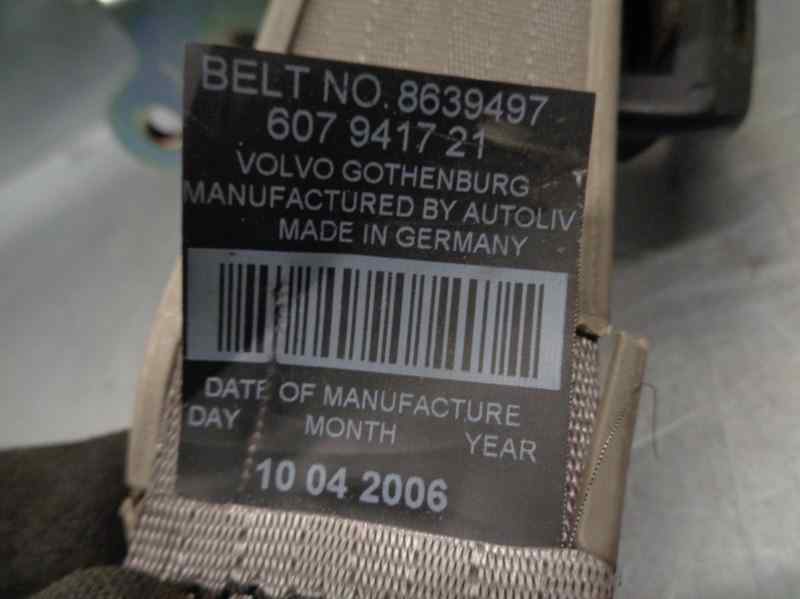 BELT NO. 8639497
607 9417 21
VOLVO GOTHENBURG
MANUFACTURED BY AUTOLIV
MADE IN GERMANY
DATE OF MANUFACTURE
DAY MONTH YEAR
10 04 2006